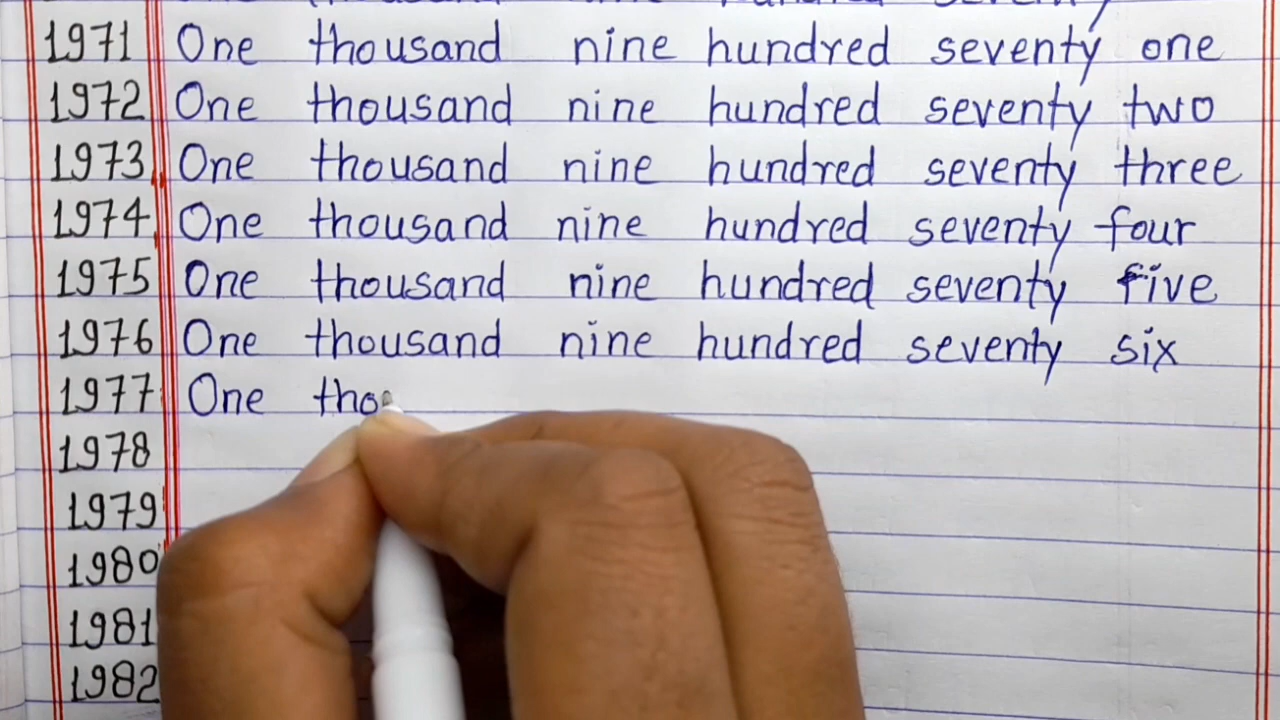 1971 One thousand nine hundred seventy one
1972 One thousand nine hundred seventy two
1973 One thousand nine hundred seventy three
1974 One thousand nine hundred seventy four
1975 One thousand nine hundred seventy five
1976 One thousand nine hundred seventy six
1977 One tho
1978
1979
1980
1981
1982